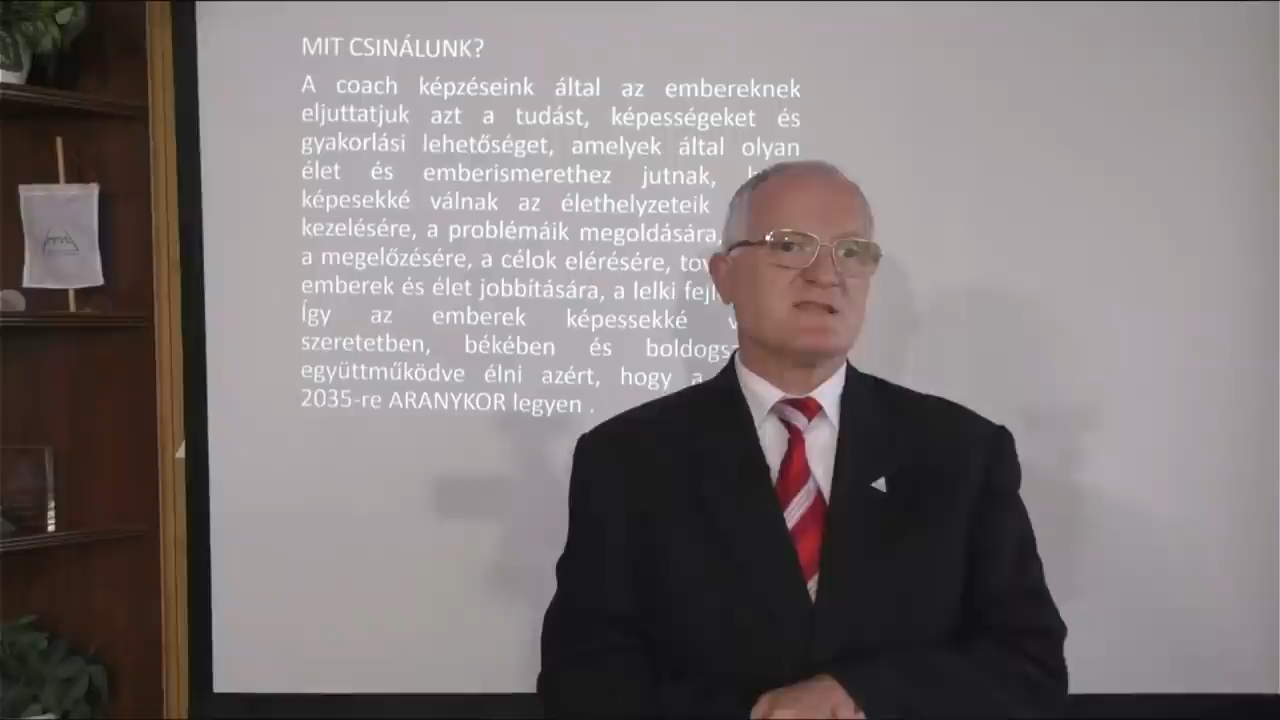 MIT CSINÁLUNK?
A coach képzéseink által az embereknek
eljuttatjuk azt a tudást, képességeket és
gyakorlási lehetőséget, amelyek által olyan
élet és emberismerethez jutnak,
képesekké válnak az élethelyzeteik
kezelésére, a problémáik megoldására,
a megelőzésére, a célok elérésére,
emberek és élet jobbítására, a lelki
Így az emberek képessekké
szeretetben, békében és
együttműködve élni azért, hogy a
2035-re ARANYKOR legyen .